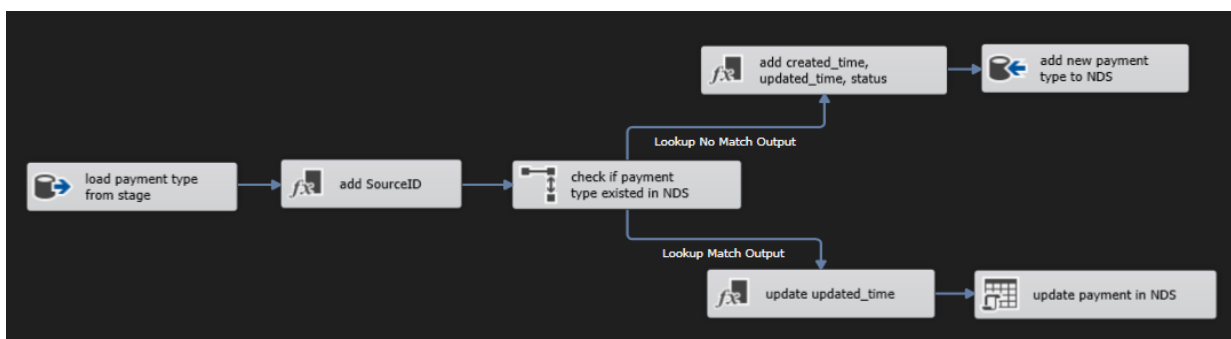 add created_time,
updated_time, status
add new payment
type to NDS
Lookup No Match Output
load payment type
from stage
add SourceID
check if payment
type existed in NDS
Lookup Match Output
update updated_time
update payment in NDS